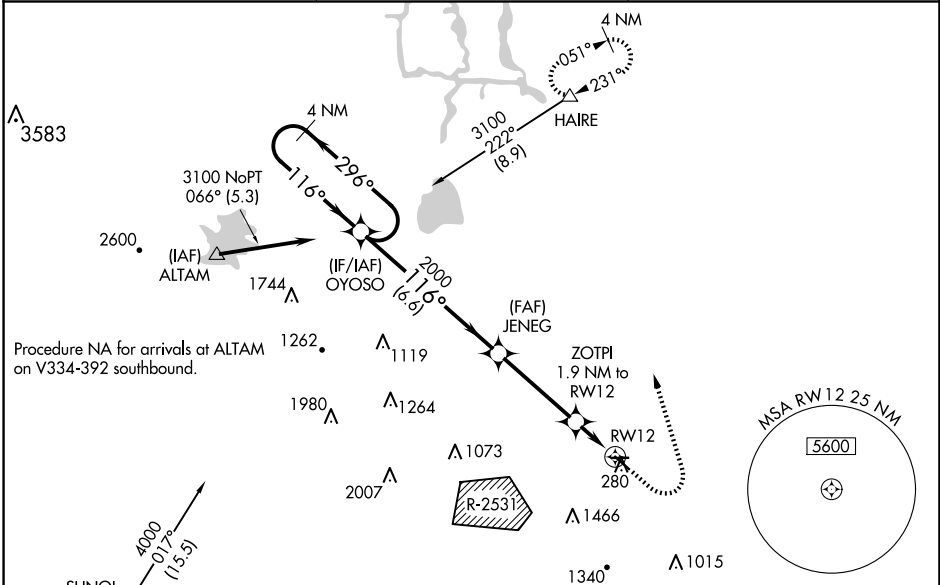 4 NM
051°
231°
HAIRE
3100
222°
(8.9)
3583
4 NM
296°
116°
3100 NoPT
066° (5.3)
2600
(IAF)
ALTAM
(IF/IAF)
OYOSO
2000
116°
(6.6)
1744
(FAF)
JENEG
Procedure NA for arrivals at ALTAM
on V334-392 southbound.
1262
1119
ZOTPI
1.9 NM to
RW12
1980
1264
RW12
280
1073
2007
R-2531
1466
1340
1015
MSA RW12 25 NM
5600
4000
017°
(15.5)